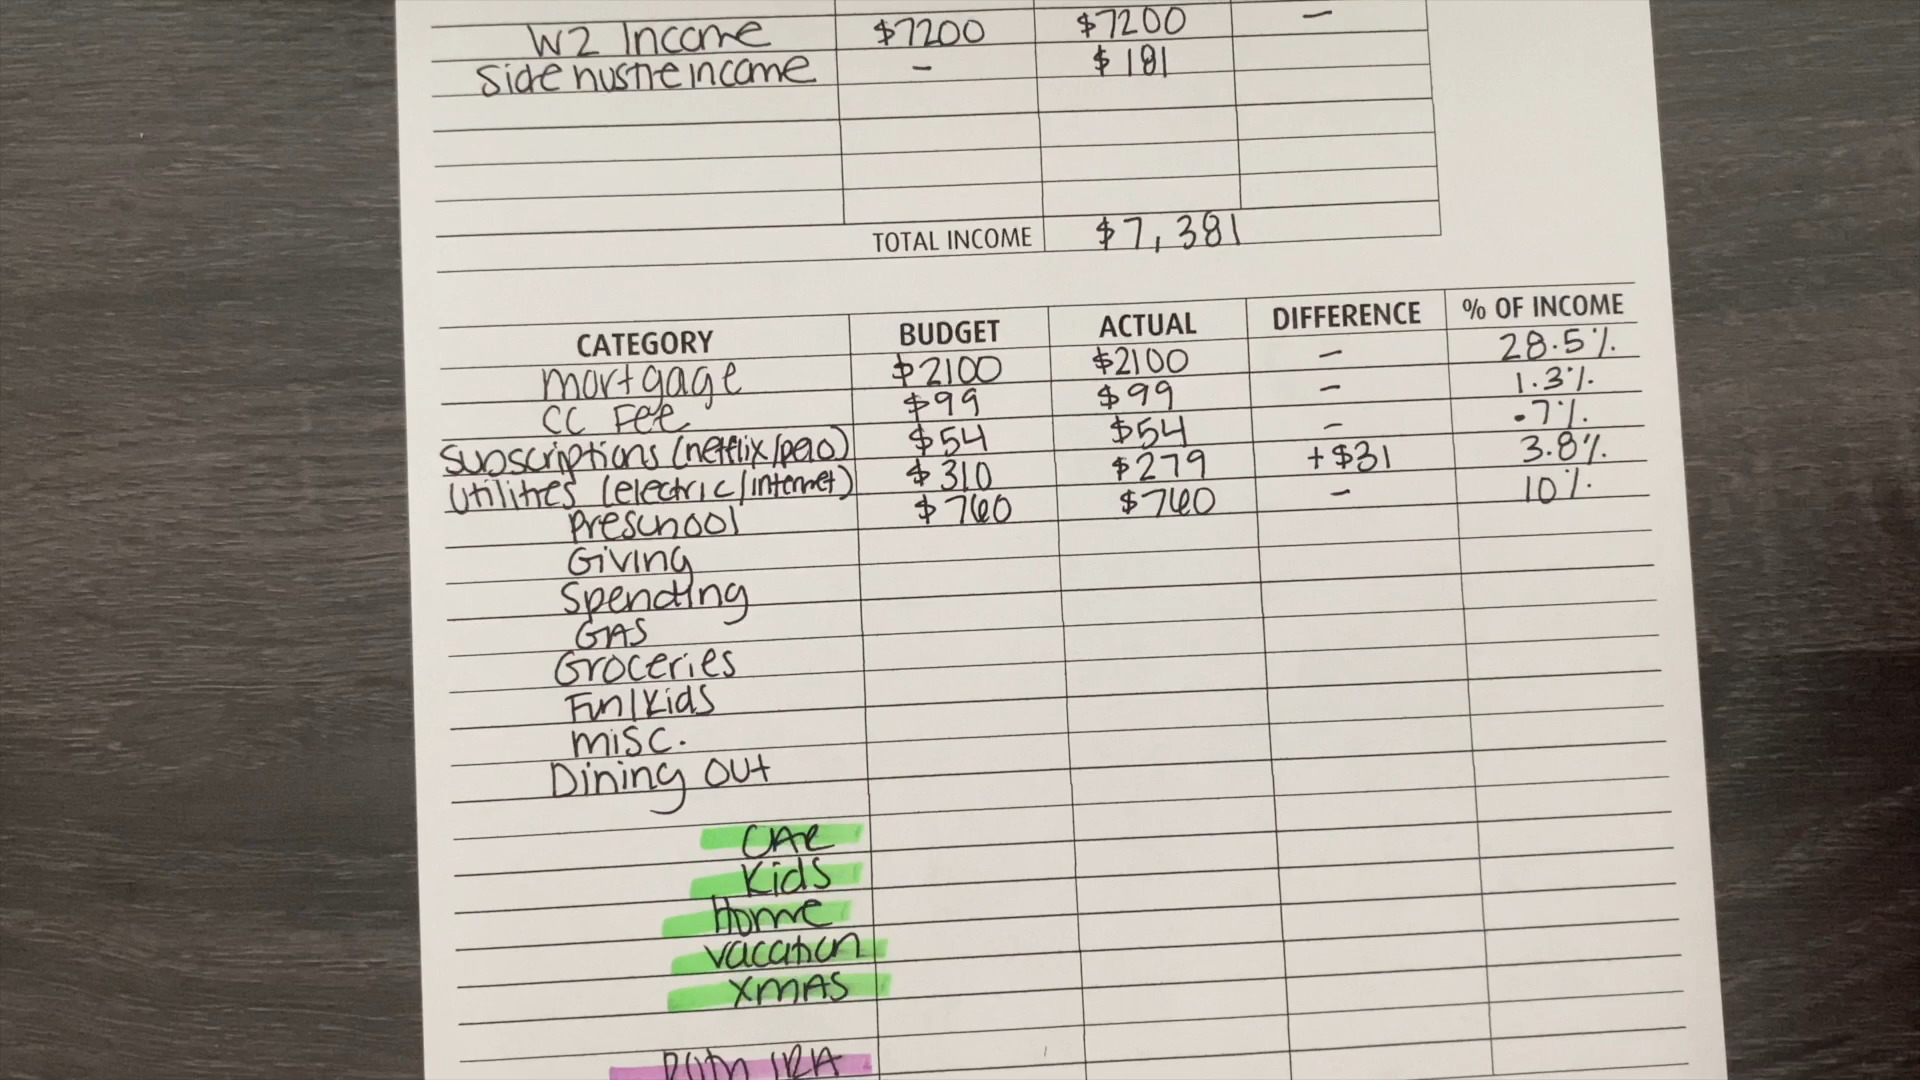 W2 Income $7200 $7200 –
Side hustle income – $181
TOTAL INCOME $7,381
CATEGORY BUDGET ACTUAL DIFFERENCE % OF INCOME
mortgage $2100 $2100 – 28.5%
CC Fee $99 $99 – 1.3%
Subscriptions (netflix/pelo) $54 $54 – .7%
Utilities (electric/internet) $310 $279 +$31 3.8%
Preschool $760 $760 – 10%
Giving
Spending
GAS
Groceries
Fun/Kids
misc.
Dining Out
CAR
Kids
Home
vacation
XMAS
Roth IRA